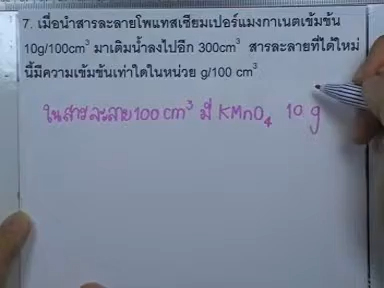 7. เมื่อนำสารละลายโพแทสเซียมเปอร์แมงกาเนตเข้มข้น
10g/100cm³ มาเติมน้ำลงไปอีก 300cm³ สารละลายที่ได้ใหม่
นี้มีความเข้มข้นเท่าใดในหน่วย g/100 cm³
ในสารละลาย 100 cm³ มี KMnO₄ 10 g